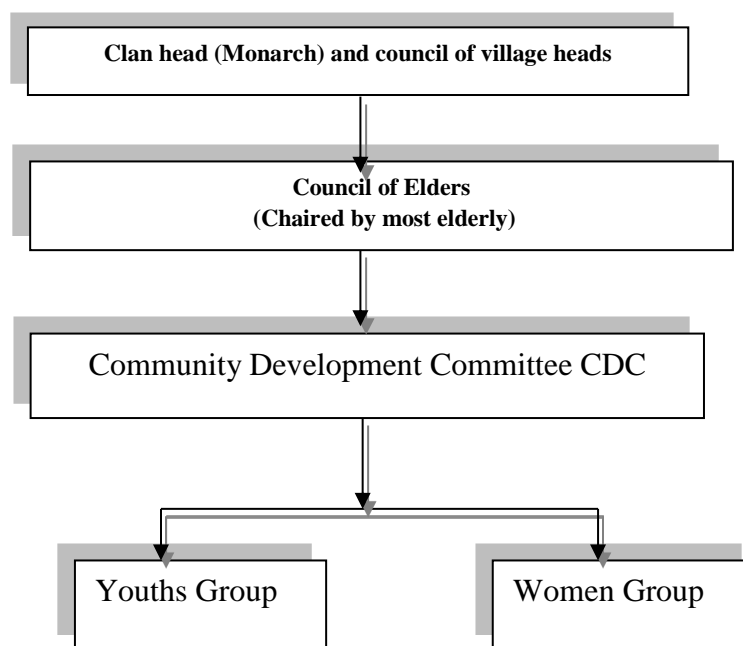 Clan head (Monarch) and council of village heads
Council of Elders
(Chaired by most elderly)
Community Development Committee CDC
Youths Group
Women Group